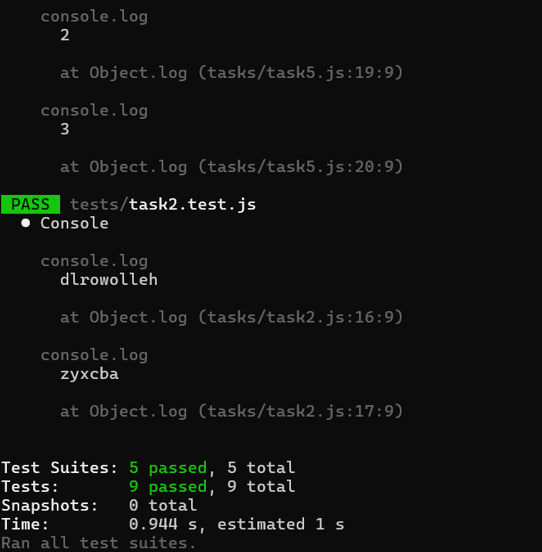 console.log
2
at Object.log (tasks/task5.js:19:9)
console.log
3
at Object.log (tasks/task5.js:20:9)
PASS tests/task2.test.js
● Console
console.log
dlrowolleh
at Object.log (tasks/task2.js:16:9)
console.log
zyxcba
at Object.log (tasks/task2.js:17:9)
Test Suites: 5 passed, 5 total
Tests: 9 passed, 9 total
Snapshots: 0 total
Time: 0.944 s, estimated 1 s
Ran all test suites.